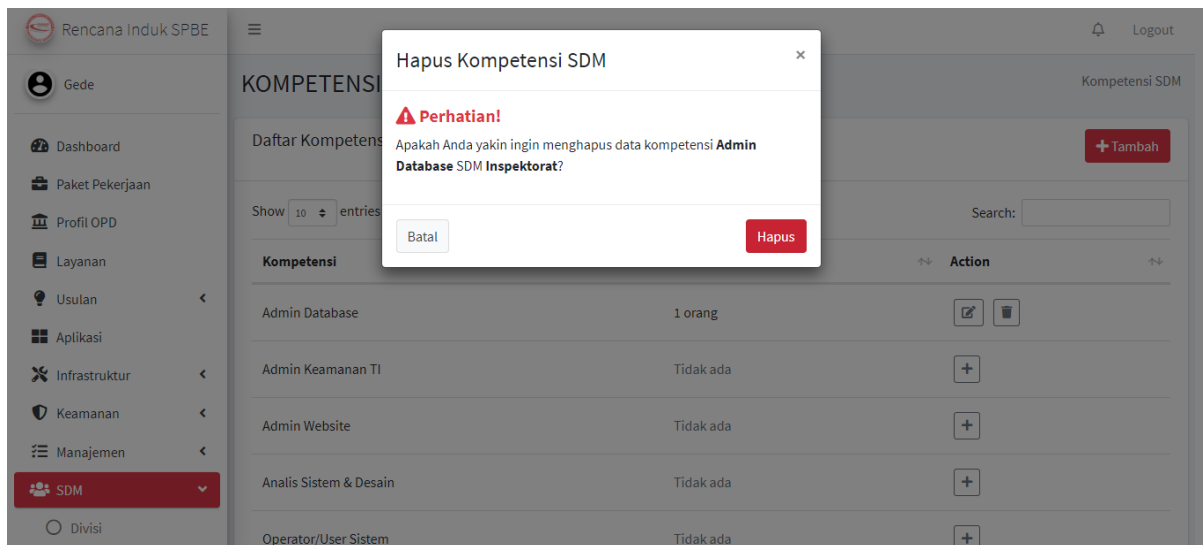 Rencana Induk SPBE
Logout
Gede
KOMPETENSI
Kompetensi SDM
Hapus Kompetensi SDM
×
Perhatian!
Apakah Anda yakin ingin menghapus data kompetensi Admin
Database SDM Inspektorat?
Batal
Hapus
Dashboard
Paket Pekerjaan
Profil OPD
Layanan
Usulan
Aplikasi
Infrastruktur
Keamanan
Manajemen
SDM
Divisi
Daftar Kompetens
+ Tambah
Show 10 entries
Search:
Kompetensi
Action
Admin Database 1 orang
Admin Keamanan TI Tidak ada +
Admin Website Tidak ada +
Analis Sistem & Desain Tidak ada +
Operator/User Sistem Tidak ada +